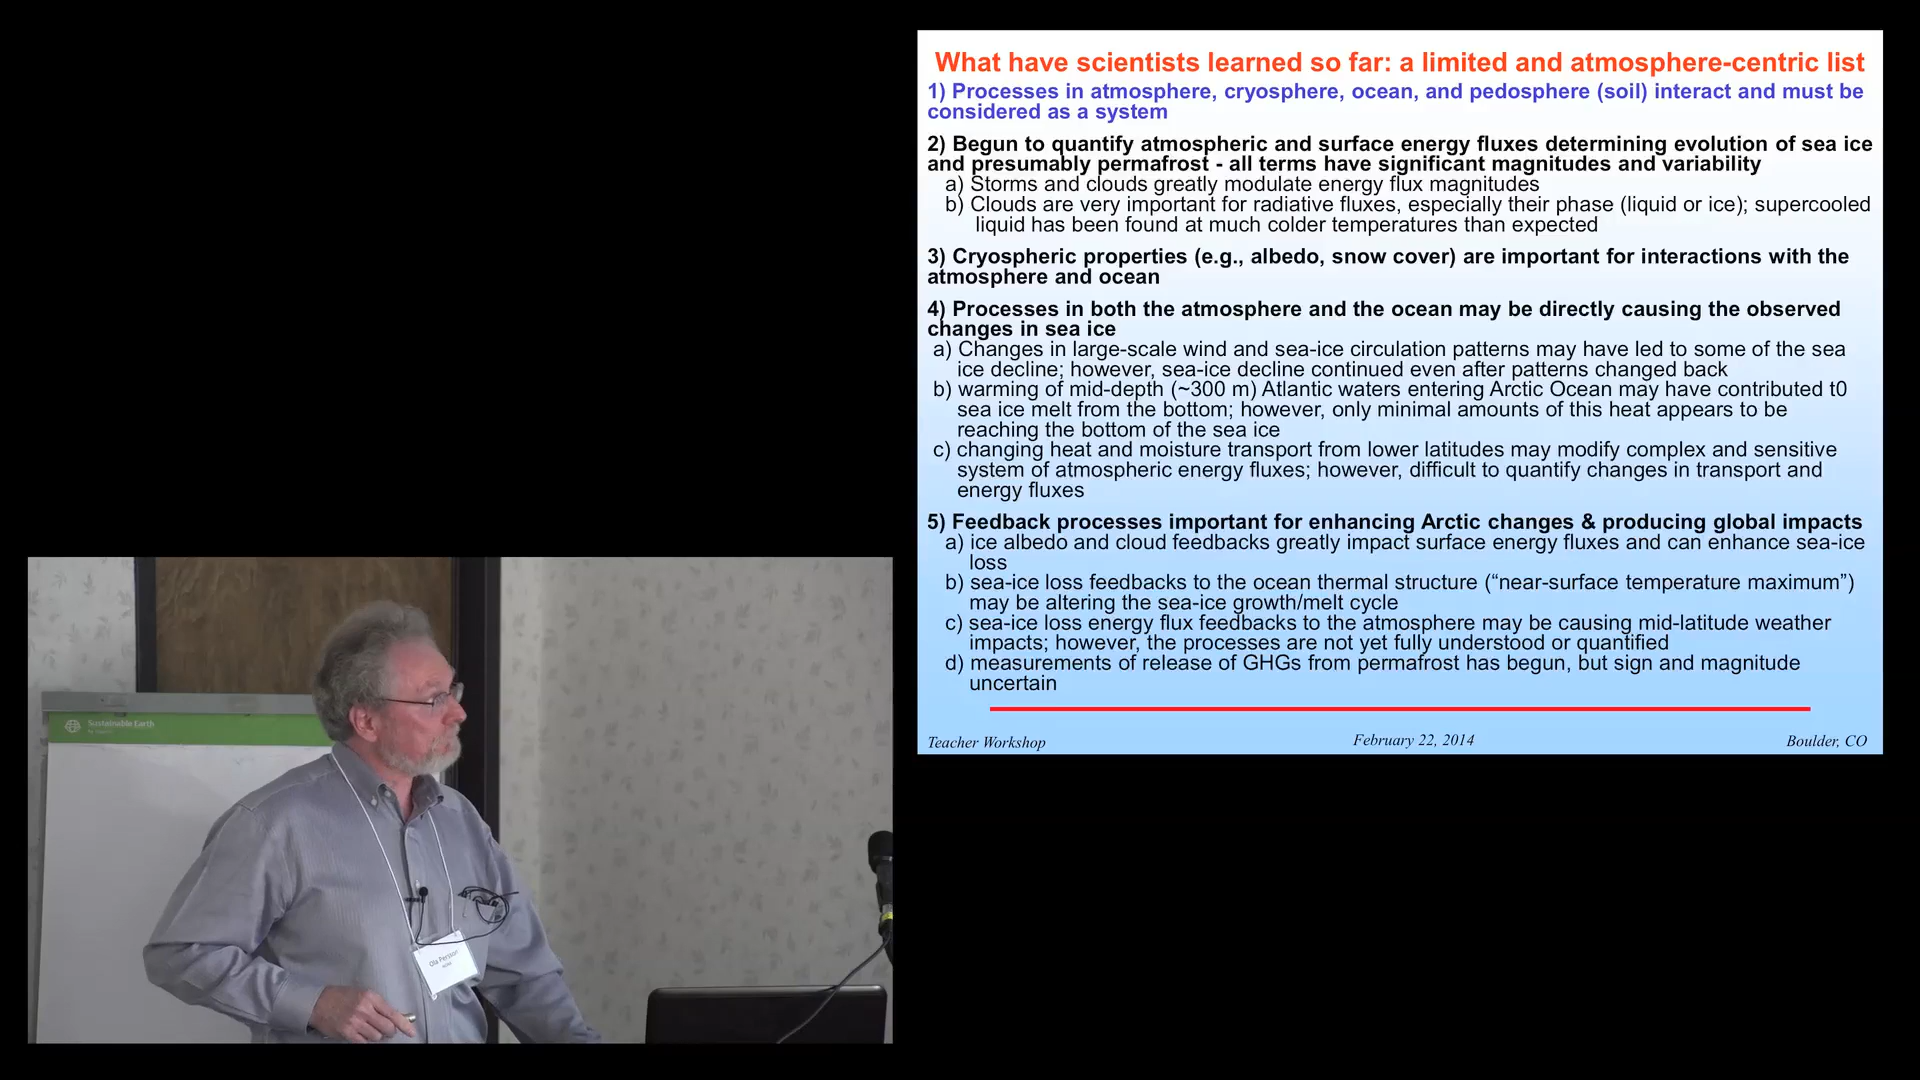 What have scientists learned so far: a limited and atmosphere-centric list
1) Processes in atmosphere, cryosphere, ocean, and pedosphere (soil) interact and must be
considered as a system
2) Begun to quantify atmospheric and surface energy fluxes determining evolution of sea ice
and presumably permafrost - all terms have significant magnitudes and variability
a) Storms and clouds greatly modulate energy flux magnitudes
b) Clouds are very important for radiative fluxes, especially their phase (liquid or ice); supercooled
liquid has been found at much colder temperatures than expected
3) Cryospheric properties (e.g., albedo, snow cover) are important for interactions with the
atmosphere and ocean
4) Processes in both the atmosphere and the ocean may be directly causing the observed
changes in sea ice
a) Changes in large-scale wind and sea-ice circulation patterns may have led to some of the sea
ice decline; however, sea-ice decline continued even after patterns changed back
b) warming of mid-depth (~300 m) Atlantic waters entering Arctic Ocean may have contributed t0
sea ice melt from the bottom; however, only minimal amounts of this heat appears to be
reaching the bottom of the sea ice
c) changing heat and moisture transport from lower latitudes may modify complex and sensitive
system of atmospheric energy fluxes; however, difficult to quantify changes in transport and
energy fluxes
5) Feedback processes important for enhancing Arctic changes & producing global impacts
a) ice albedo and cloud feedbacks greatly impact surface energy fluxes and can enhance sea-ice
loss
b) sea-ice loss feedbacks to the ocean thermal structure (“near-surface temperature maximum”)
may be altering the sea-ice growth/melt cycle
c) sea-ice loss energy flux feedbacks to the atmosphere may be causing mid-latitude weather
impacts; however, the processes are not yet fully understood or quantified
d) measurements of release of GHGs from permafrost has begun, but sign and magnitude
uncertain
Teacher Workshop
February 22, 2014
Boulder, CO
Sustainable Earth
Ola Persson